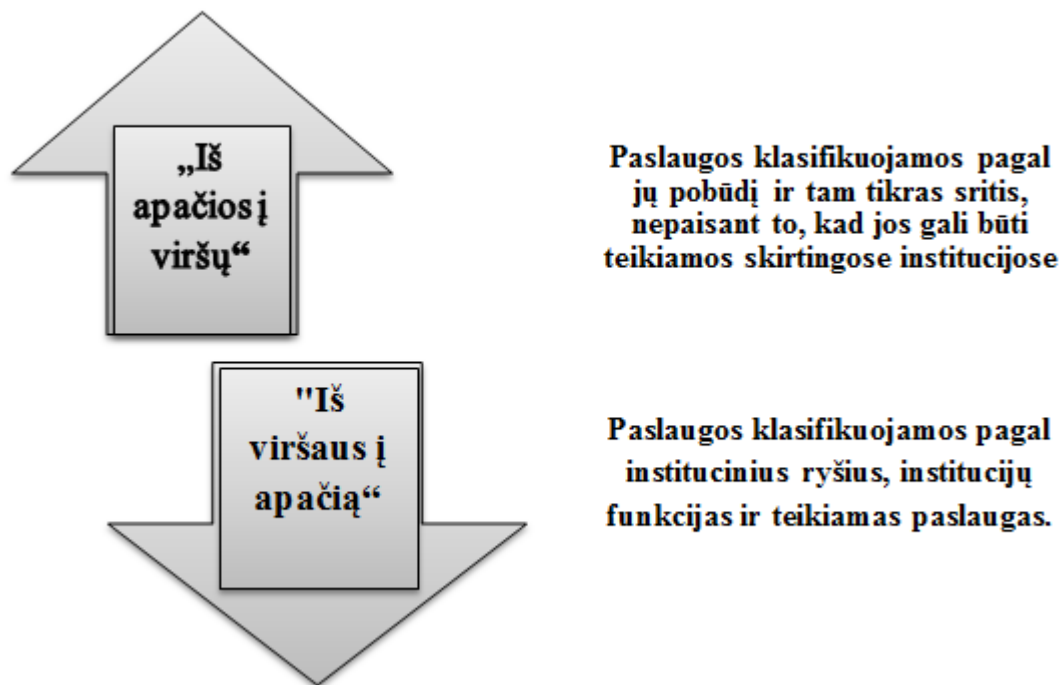 „Iš
apačios į
viršų“
Paslaugos klasifikuojamos pagal
jų pobūdį ir tam tikras sritis,
nepaisant to, kad jos gali būti
teikiamos skirtingose institucijose
"Iš
viršaus į
apačią“
Paslaugos klasifikuojamos pagal
institucinius ryšius, institucijų
funkcijas ir teikiamas paslaugas.